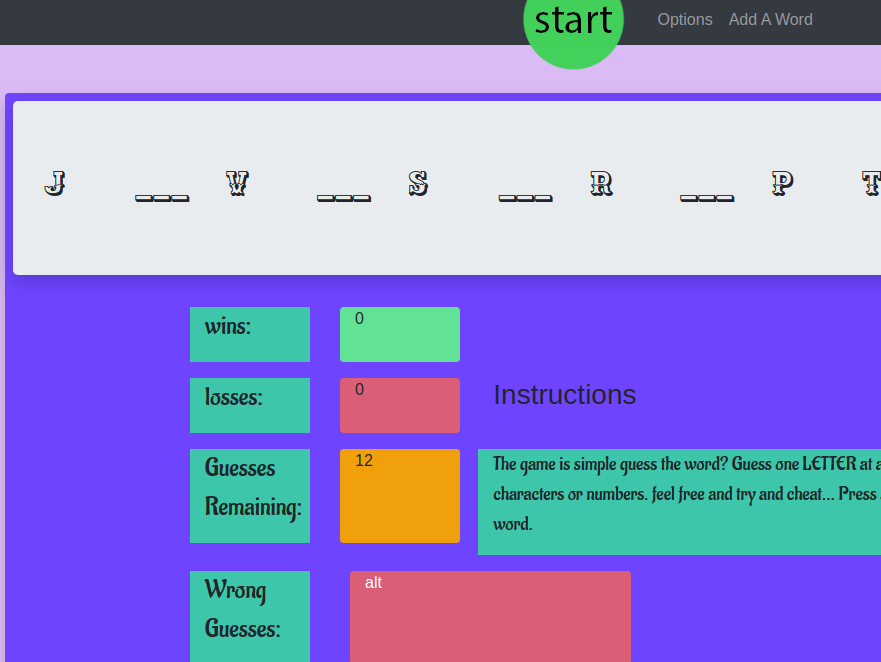 start Options Add A Word
J ___ V ___ S ___ R ___ P T
wins: 0
losses: 0
Instructions
Guesses Remaining: 12
The game is simple guess the word? Guess one LETTER at a
characters or numbers. feel free and try and cheat... Press
word.
Wrong Guesses: alt